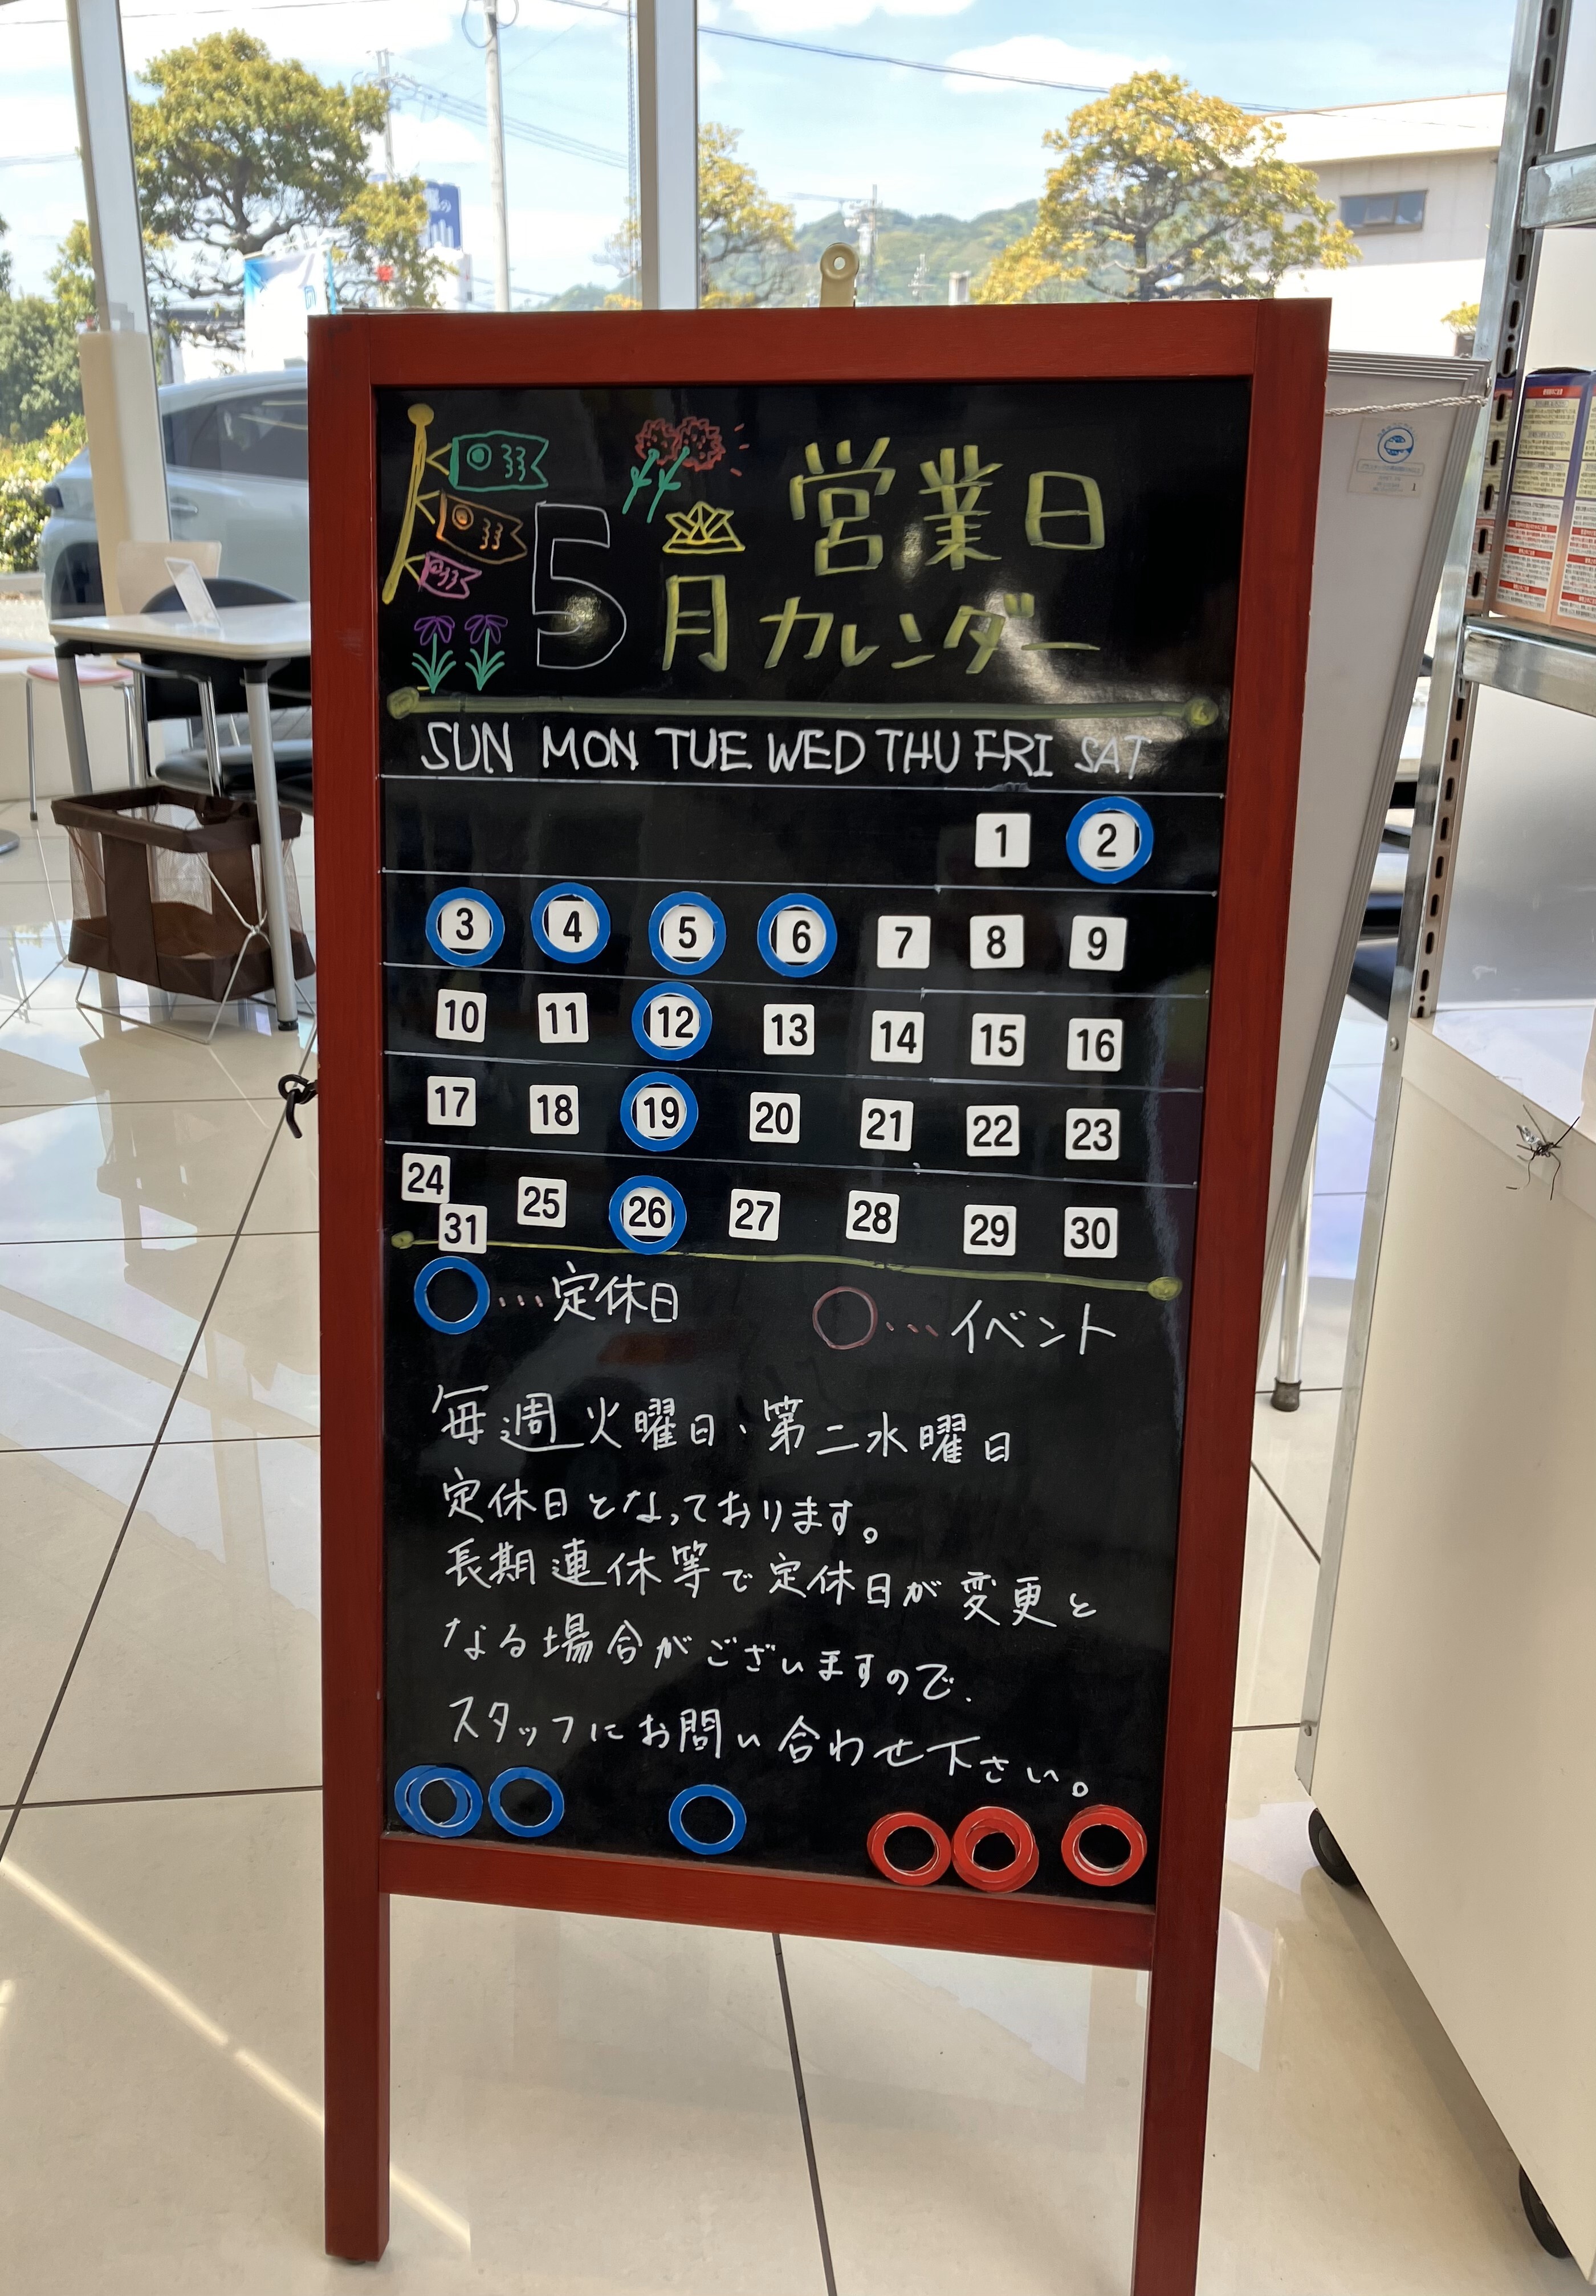 営業日
5月カレンダー
SUN MON TUE WED THU FRI SAT
1 2
3 4 5 6 7 8 9
10 11 12 13 14 15 16
17 18 19 20 21 22 23
24 25 26 27 28 29 30
31
○…定休日 ○…イベント
毎週火曜日、第二水曜日
定休日となっております。
長期連休等で定休日が変更と
なる場合がございますので、
スタッフにお問い合わせ下さい。